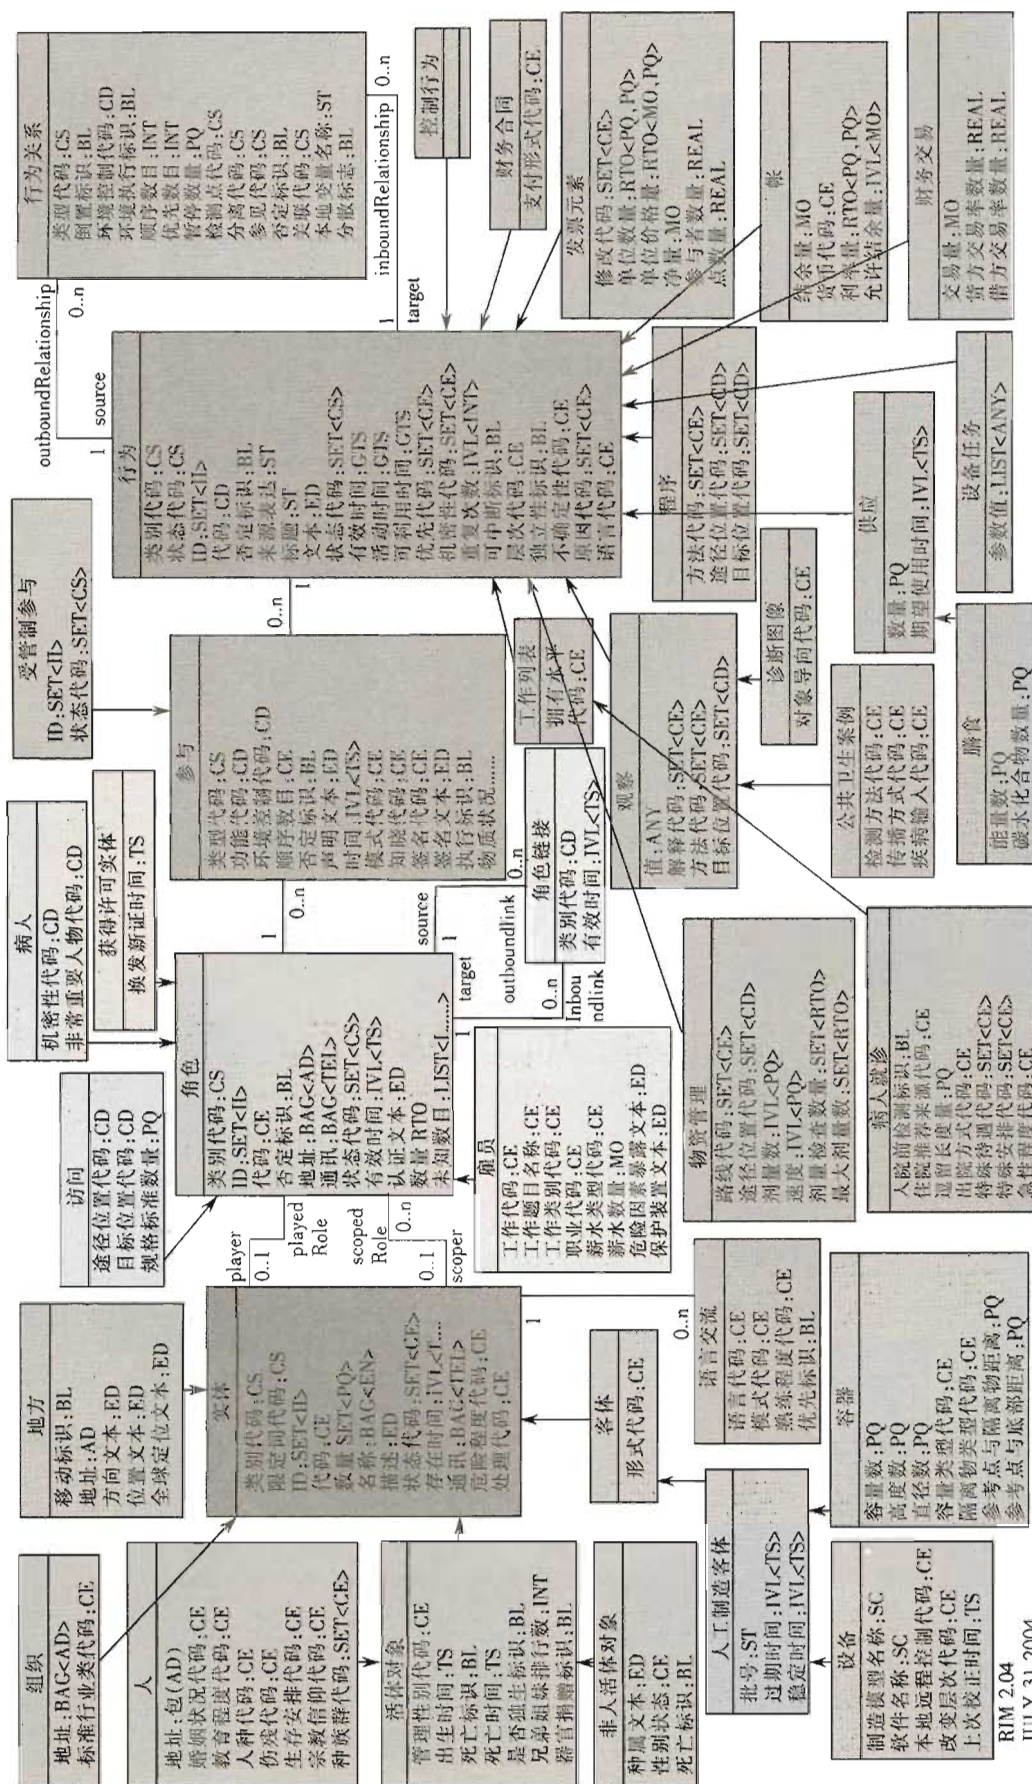 组织
地址:BAG<AD>
标准行业类代码:CE
人
地址:包(AD)
婚姻状况代码:CE
教育程度代码:CE
人种代码:CE
伤残代码:CE
生存安排代码:CE
宗教信仰代码:CE
种族群代码:SET<CE>
活体对象
管理性别代码:CE
出生时间:TS
死亡标识:BL
死亡时间:TS
是否独生标识:BL
兄弟姐妹排行数:INT
器官捐赠标识:BL
非人活体对象
种属文本:ED
性别状态:CE
死亡标识:BL
人工制造客体
批号:ST
过期时间:IVL<TS>
稳定时间:IVL<TS>
设备
制造模型名称:SC
软件名称:SC
本地远程控制代码:CE
改变层次代码:CE
上次校正时间:TS
RIM 2.04
JULY 31,2004
地方
移动标识:BL
地址:AD
方向文本:ED
位置文本:ED
全球定位文本:ED
实体
类别代码:CS
限定词代码:CS
ID:SET<II>
代码:CE
数量 SET<PQ>
名称:BAG<EN>
描述:ED
状态代码:SET<CE>
存在时间:IVL<T....
通讯:BAG<TEL>
危险程度代码:CE
处理代码:CE
客体
形式代码:CE
语言交流
语言代码:CE
模式代码:CE
熟练程度代码:CE
优先标识:BL
1
0..n
容器
容量数:PQ
高度数:PQ
直径数:PQ
容量类型代码:CE
隔离物类型代码:CE
参考点与隔离物距离:PQ
参考点与底部距离:PQ
player
0..1
played
Role
scoped
Role
0..n
0..1
scoper
访问
途径位置代码:CD
目标位置代码:CD
规格标准数量:PQ
病人
机密性代码:CD
非常重要人物代码:CD
获得许可实体
换发新证时间:TS
角色
类别代码:CS
ID:SET<II>
代码:CE
否定标识:BL
地址:BAG<AD>
通讯:BAG<TEL>
状态代码:SET<CS>
有效时间:IVL<TS>
认证文本:ED
数量 RTO
未知数目:LIST<I.......>
雇员
工作代码:CE
工作题目名称:CE
工作类别代码:CE
职业代码:CE
薪水类型代码:CE
薪水数量:MO
危险因素暴露文本:ED
保护装置文本 ED
1
0..n
source
1
0..n
outboundlink
target
1
0..n
Inbou
ndlink
角色链接
类别代码:CD
有效时间:IVL<TS>
受管制参与
ID:SET<II>
状态代码:SET<CS>
参与
类型代码:CS
功能代码:CD
环境控制代码:CD
顺序数目:CE
否定标识:BL
声明文本:ED
时间:IVL<TS>
模式代码:CE
知晓代码:CE
签名代码:CE
签名文本:ED
执行标识:BL
物质状况........
0..n
1
工作列表
拥有水平
代码:CE
观察
值:ANY
解释代码:SET<CE>
方法代码:SET<CE>
目标位置代码:SET<CD>
诊断图像
对象导向代码:CE
公共卫生案例
检测方法代码:CE
传播方式代码:CE
疾病输入代码:CE
物资管理
路线代码:SET<CE>
途径位置代码:SET<CD>
剂量数:IVL<PQ>
速度:IVL<PQ>
剂量检查数量:SET<RTO>
最大剂量数:SET<RTO>
病人就诊
入院前检测标识:BL
住院推荐来源代码:CE
逗留长度量:PQ
出院方式代码:CE
特殊待遇代码:SET<CE>
特殊安排代码:SET<CE>
急性程度代码:CE
行为
类别代码:CS
状态代码:CS
ID:SET<II>
代码:CD
否定标识:BL
来源表达:ST
标题:ST
文本:ED
状态代码:SET<CS>
有效时间:GTS
活动时间:GTS
可利用时间:GTS
优先代码:SET<CE>
机密性代码:SET<CE>
重复次数:IVL<INT>
可中断标识:BL
层次代码:CE
独立性标识:BL
不确定性代码:CE
原因代码:SET<CE>
语言代码:CE
程序
方法代码:SET<CE>
途径位置代码:SET<CD>
目标位置代码:SET<CD>
供应
数量:PQ
期望使用时间:IVL<TS>
膳食
能量数:PQ
碳水化合物数量:PQ
设备任务
参数值:LIST<ANY>
outboundRelationship
0..n
1
source
inboundRelationship
0..n
1
target
行为关系
类型代码:CS
倒置标识:BL
环境控制代码:CD
环境执行标识:BL
顺序数目:INT
优先数目:INT
暂停数量:PQ
检测点代码:CS
分离代码:CS
参见代码:CS
否定标识:BL
关联代码:CS
本地变量名称:ST
分散标志:BL
控制行为
财务合同
支付形式代码:CE
发票元素
修改代码:SET<CE>
单位数量:RTO<PQ,PQ>
单位价格量:RTO<MO,PQ>
净量:MO
参与者数量:REAL
点数量:REAL
帐
结余量:MO
货币代码:CE
利率量:RTO<PQ,PQ>
允许结余量:IVL<MO>
财务交易
交易量:MO
贷方交易率数量:REAL
借方交易率数量:REAL